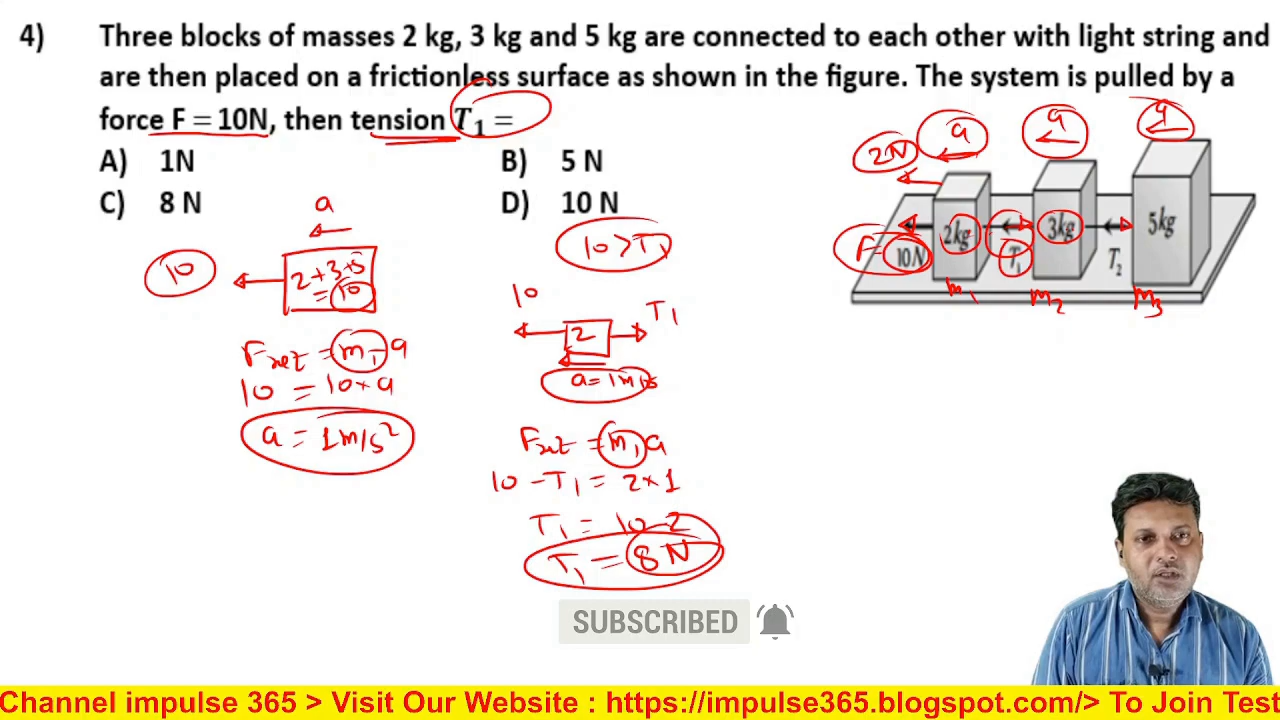 4) Three blocks of masses 2 kg, 3 kg and 5 kg are connected to each other with light string and
are then placed on a frictionless surface as shown in the figure. The system is pulled by a
force F = 10N, then tension T₁ =
A) 1N B) 5 N
C) 8 N D) 10 N
a a a
2N
2kg 3kg 5kg
F = 10N T₁ T₂
m₁ m₂ m₃
a
10 2+3+5
= 10
10 > T₁
10 T₁
2
a = 1m/s
Fnet = m₁ a
10 = 10 × a
a = 1m/s²
Fnet = m₁ a
10 - T₁ = 2 × 1
T₁ = 10 - 2
T₁ = 8 N
SUBSCRIBED
Channel impulse 365 > Visit Our Website : https://impulse365.blogspot.com/> To Join Test